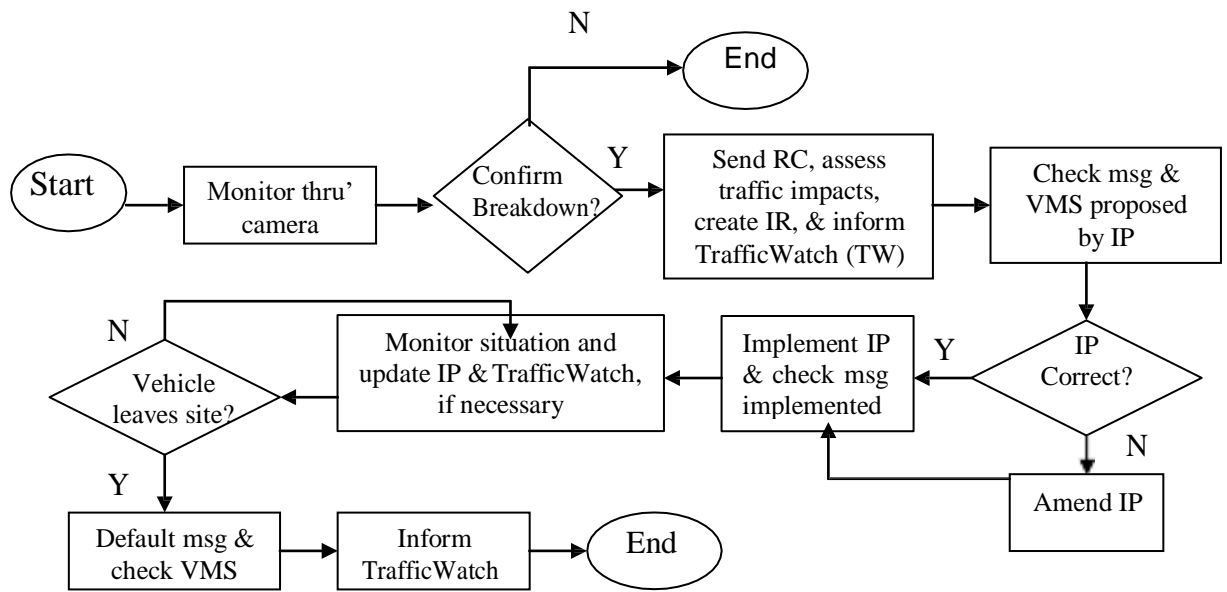 Start
Monitor thru'
camera
Confirm
Breakdown?
N
End
Y
Send RC, assess
traffic impacts,
create IR, & inform
TrafficWatch (TW)
Check msg &
VMS proposed
by IP
IP
Correct?
Y
N
Amend IP
Implement IP
& check msg
implemented
Monitor situation and
update IP & TrafficWatch,
if necessary
Vehicle
leaves site?
N
Y
Default msg &
check VMS
Inform
TrafficWatch
End